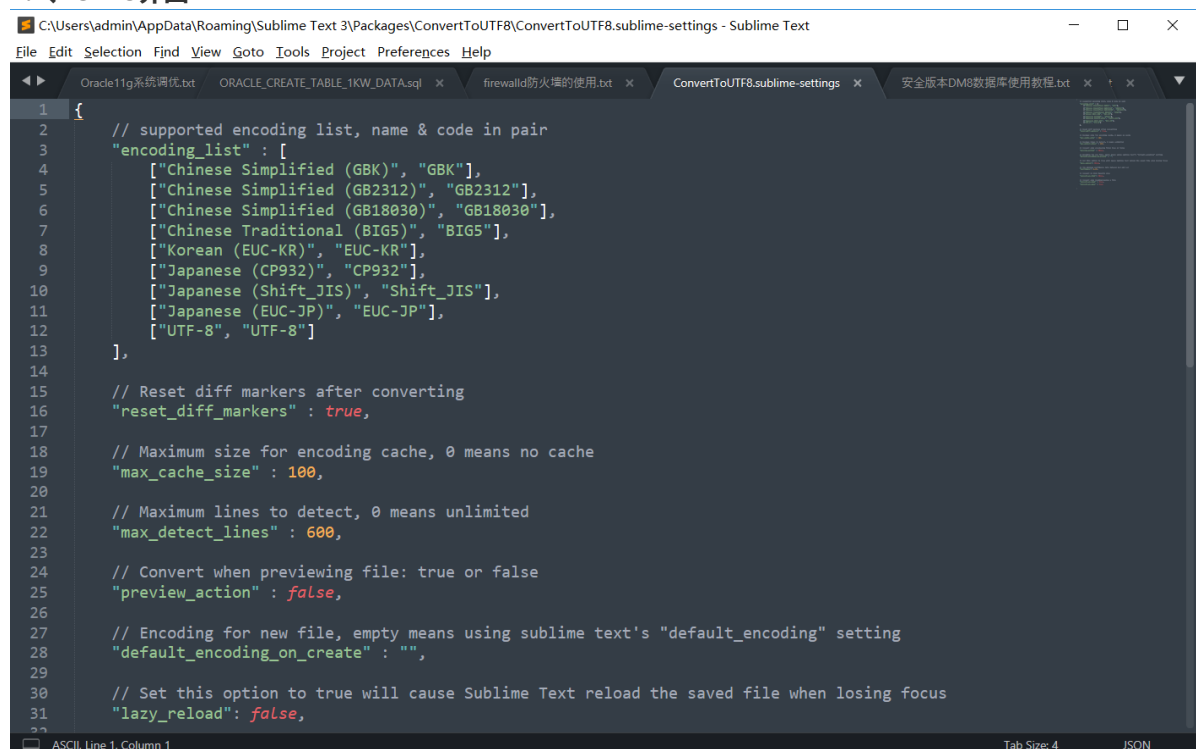 C:\Users\admin\AppData\Roaming\Sublime Text 3\Packages\ConvertToUTF8\ConvertToUTF8.sublime-settings - Sublime Text
File Edit Selection Find View Goto Tools Project Preferences Help
Oracle11g系统调优.txt ORACLE_CREATE_TABLE_1KW_DATA.sql firewalld防火墙的使用.txt ConvertToUTF8.sublime-settings 安全版本DM8数据库使用教程.txt
1 {
2 // supported encoding list, name & code in pair
3 "encoding_list" : [
4 ["Chinese Simplified (GBK)", "GBK"],
5 ["Chinese Simplified (GB2312)", "GB2312"],
6 ["Chinese Simplified (GB18030)", "GB18030"],
7 ["Chinese Traditional (BIG5)", "BIG5"],
8 ["Korean (EUC-KR)", "EUC-KR"],
9 ["Japanese (CP932)", "CP932"],
10 ["Japanese (Shift_JIS)", "Shift_JIS"],
11 ["Japanese (EUC-JP)", "EUC-JP"],
12 ["UTF-8", "UTF-8"]
13 ],
14
15 // Reset diff markers after converting
16 "reset_diff_markers" : true,
17
18 // Maximum size for encoding cache, 0 means no cache
19 "max_cache_size" : 100,
20
21 // Maximum lines to detect, 0 means unlimited
22 "max_detect_lines" : 600,
23
24 // Convert when previewing file: true or false
25 "preview_action" : false,
26
27 // Encoding for new file, empty means using sublime text's "default_encoding" setting
28 "default_encoding_on_create" : "",
29
30 // Set this option to true will cause Sublime Text reload the saved file when losing focus
31 "lazy_reload": false,
ASCII, Line 1, Column 1 Tab Size: 4 JSON